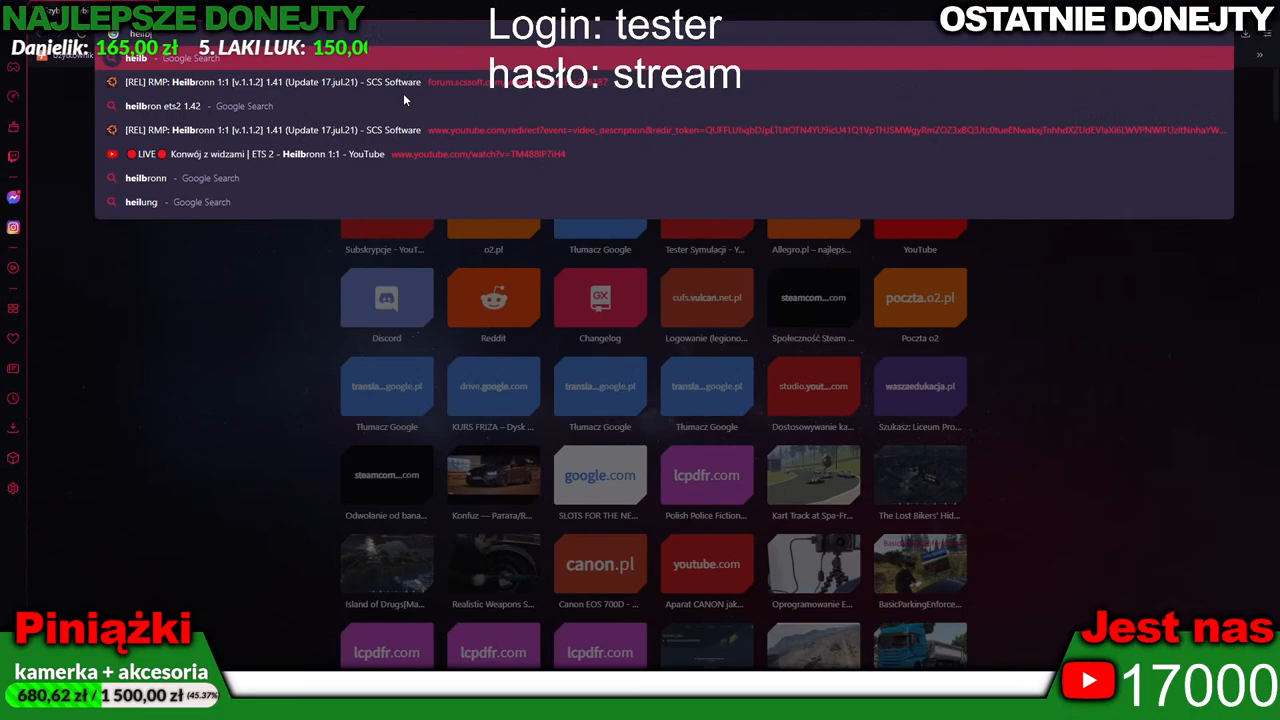 NAJLEPSZE DONEJTY
Login: tester
OSTATNIE DONEJTY
Danielik: 165,00 zł 5. LAKI LUK: 150,00
hasło: stream
heilb Google Search
[REL] RMP: Heilbronn 1:1 [v.1.1.2] 1.41 (Update 17.jul.21) - SCS Software
heilbron ets2 1.42 - Google Search
[REL] RMP: Heilbronn 1:1 [v.1.1.2] 1.41 (Update 17.jul.21) - SCS Software
LIVE Konwój z widzami | ETS 2 - Heilbronn 1:1 - YouTube
heilbronn - Google Search
heilung - Google Search
Subskrypcje - YouT... o2.pl Tłumacz Google Tester Symulacji - Y... Allegro.pl – najleps... YouTube
cufs.vulcan.net.pl steamcom...com poczta.o2.pl
Discord Reddit Changelog Logowanie (legiono... Społeczność Steam ... Poczta o2
transla...google.pl drive.google.com transla...google.pl transla...google.pl studio.yout...com waszaedukacja.pl
Tłumacz Google KURS FRIZA – Dysk ... Tłumacz Google Tłumacz Google Dostosowywanie ka... Szukasz: Liceum Pro...
steamcom...com google.com lcpdfr.com
Odwołanie od bana... Konfuz — Ратата/R... SLOTS FOR THE NE... Polish Police Fiction... Kart Track at Spa-Fr... The Lost Bikers' Hid...
canon.pl youtube.com
Island of Drugs[Ma... Realistic Weapons S... Canon EOS 700D - ... Aparat CANON jak... Oprogramowanie E... BasicParkingEnforce...
Piniążki
Jest nas
lcpdfr.com lcpdfr.com lcpdfr.com
kamerka + akcesoria
680,62 zł / 1 500,00 zł (45.37%)
17000